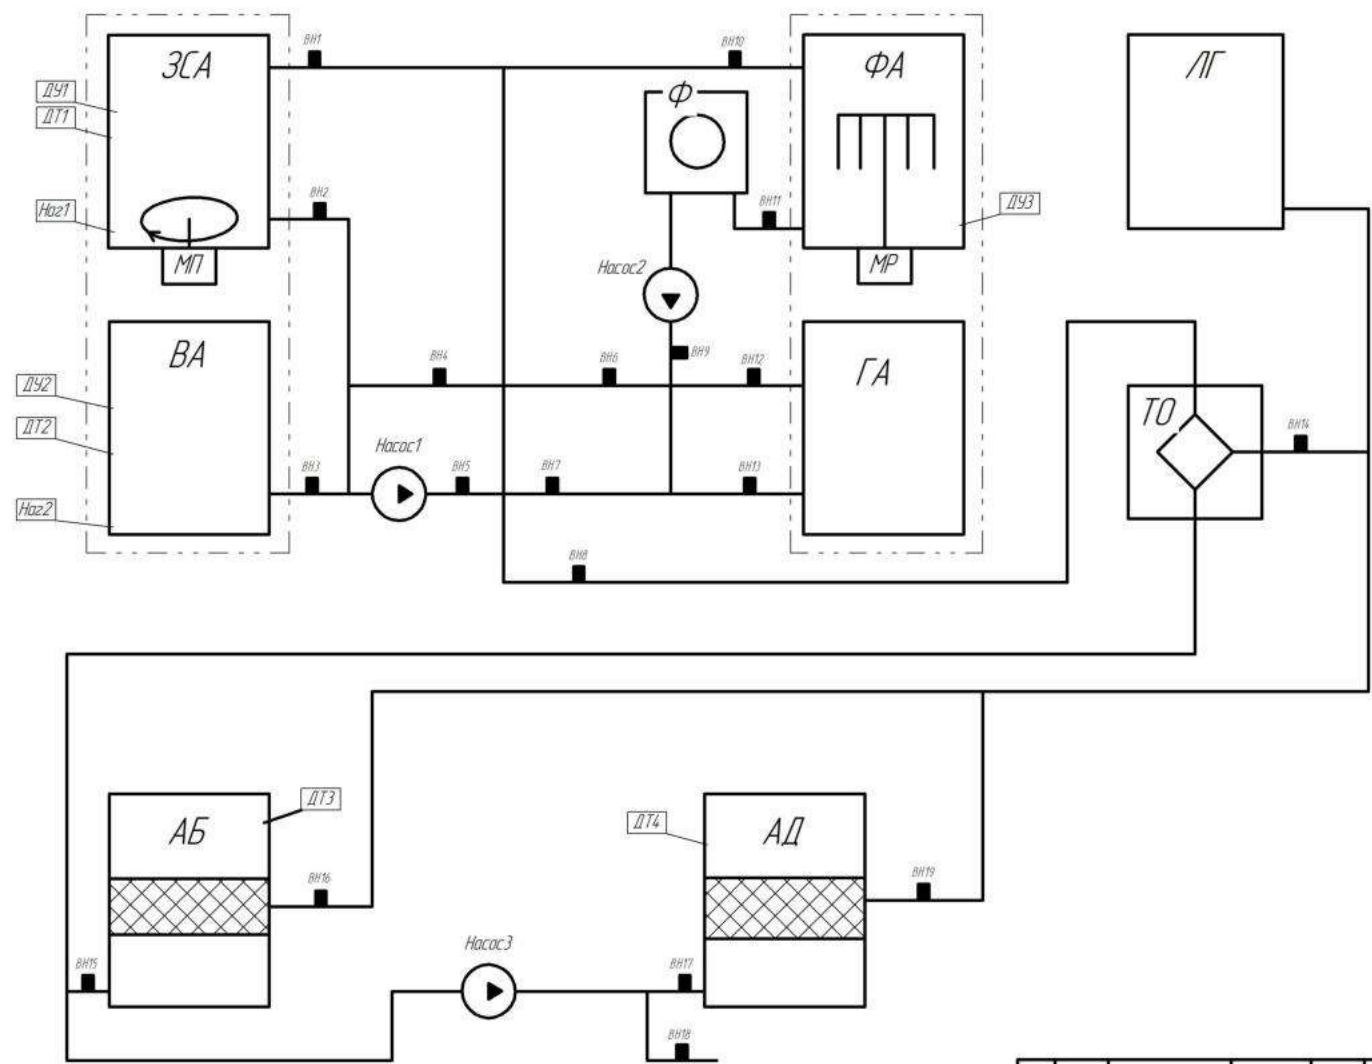 ВН1
ВН10
ЗСА
ФА
ЛГ
Ф
ДУ1
ДТ1
ВН2
ВН11
ДУ3
Наг1
МП
МР
Насос2
ВА
ВН4
ВН6
ВН9
ВН12
ГА
ДУ2
ТО
ДТ2
Насос1
ВН14
ВН3
ВН5
ВН7
ВН13
Наг2
ВН8
ДТ3
АБ
ДТ4
АД
ВН16
ВН19
Насос3
ВН15
ВН17
ВН18